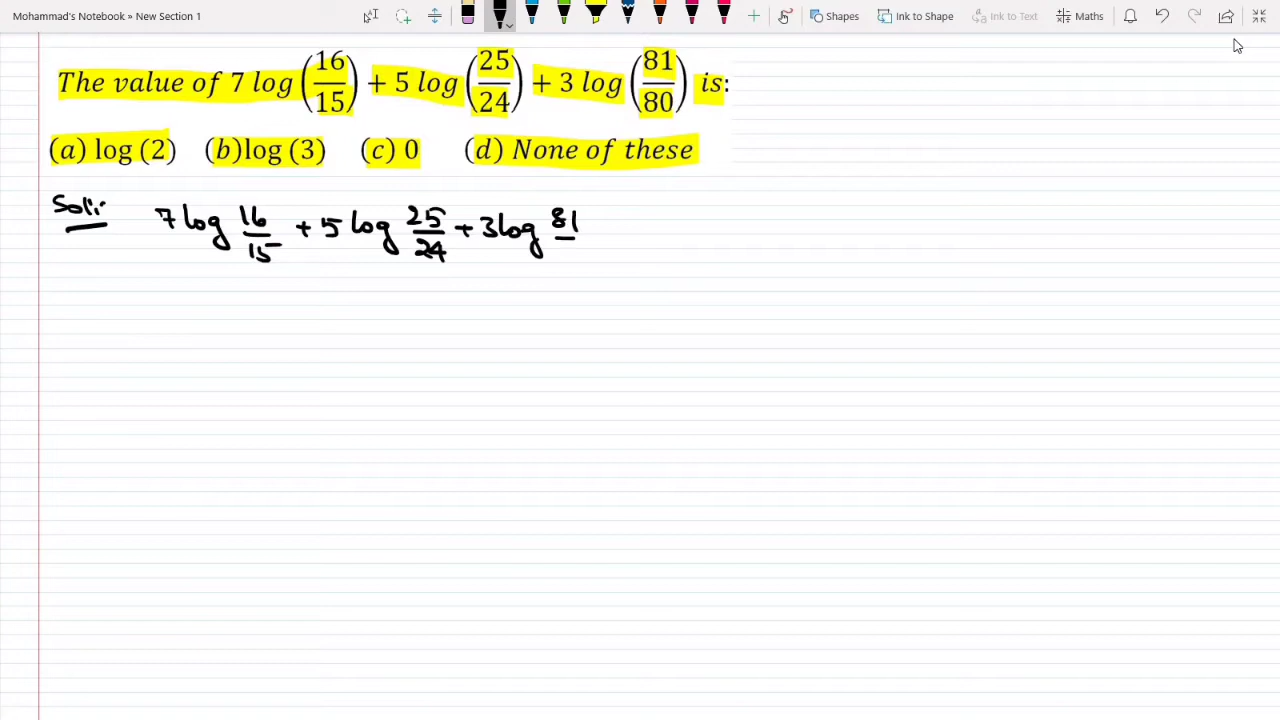 Mohammad's Notebook » New Section 1
Shapes Ink to Shape Ink to Text Maths
The value of 7 log (16/15) + 5 log (25/24) + 3 log (81/80) is:
(a) log (2) (b)log (3) (c) 0 (d) None of these
Sol: 7 log 16/15 + 5 log 25/24 + 3 log 81